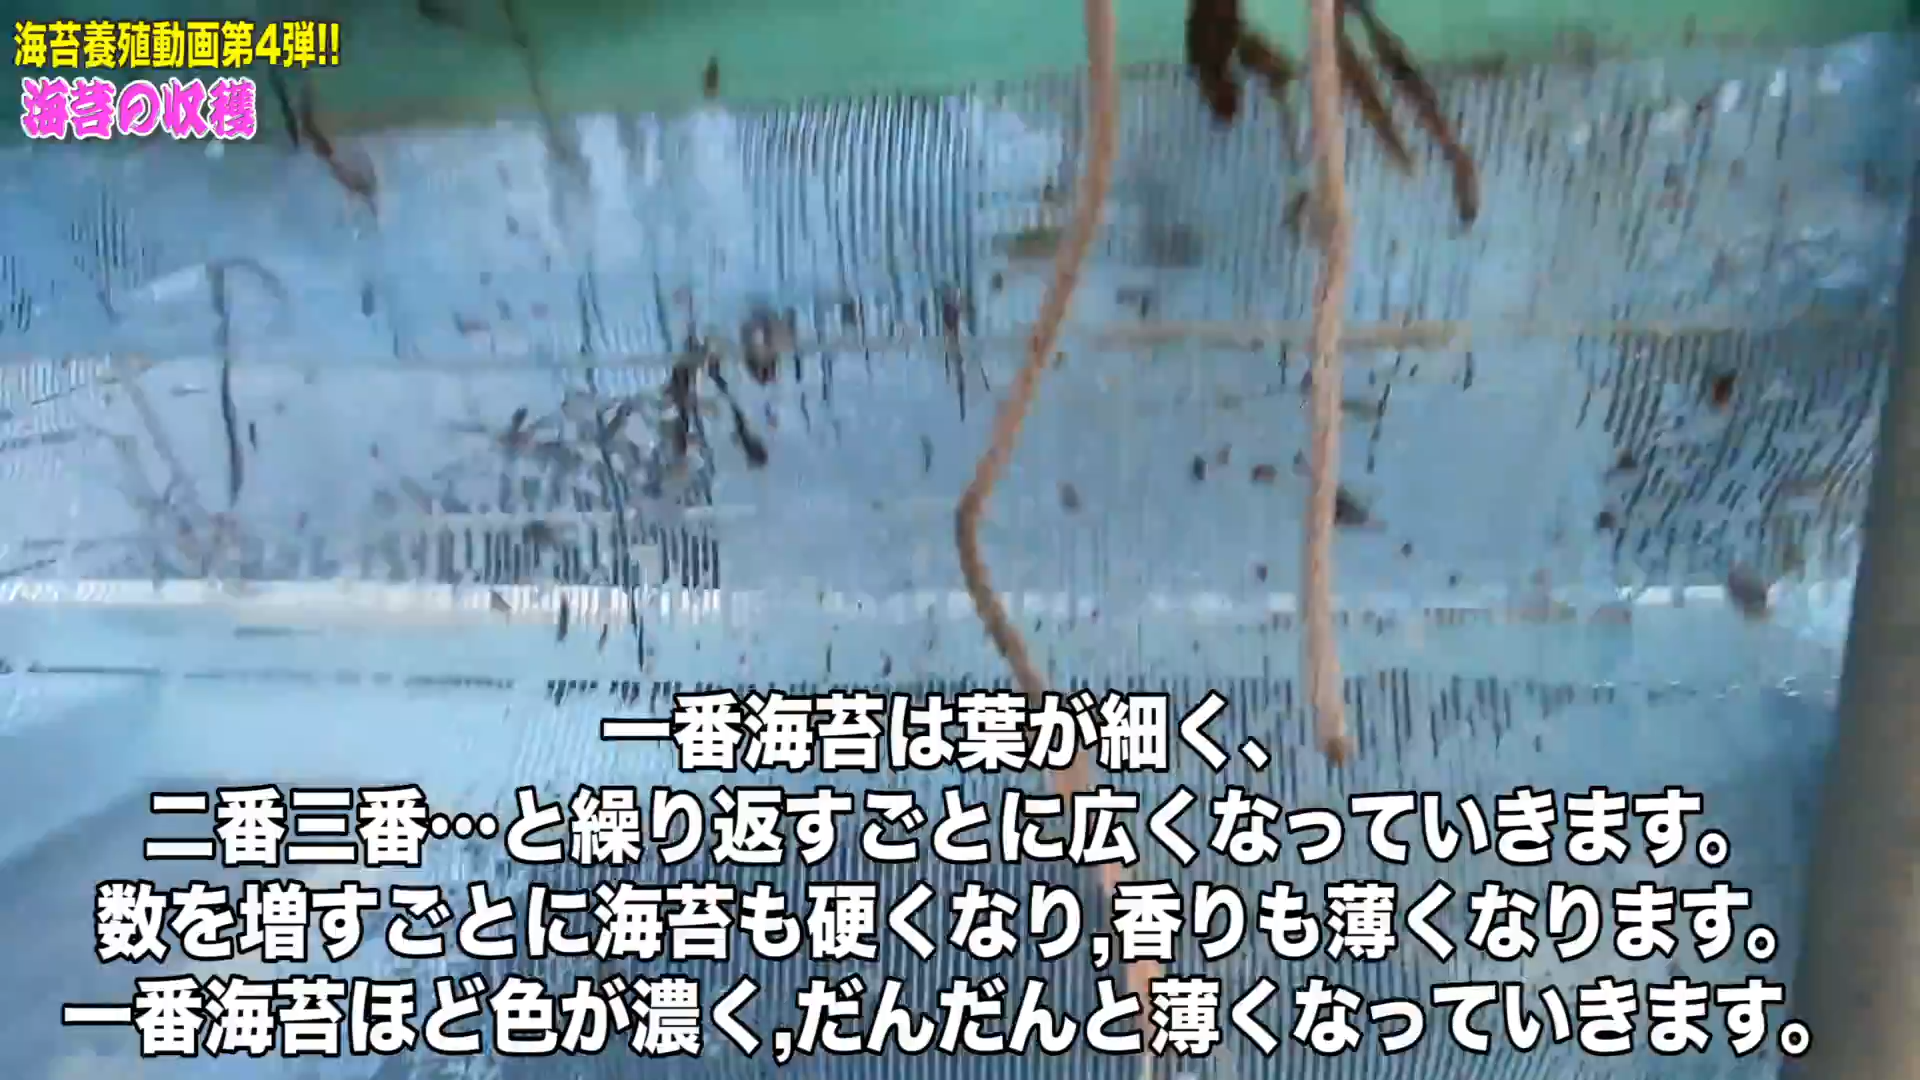 海苔養殖動画第4弾!!
海苔の収穫
一番海苔は葉が細く、
二番三番…と繰り返すごとに広くなっていきます。
数を増すごとに海苔も硬くなり,香りも薄くなります。
一番海苔ほど色が濃く,だんだんと薄くなっていきます。